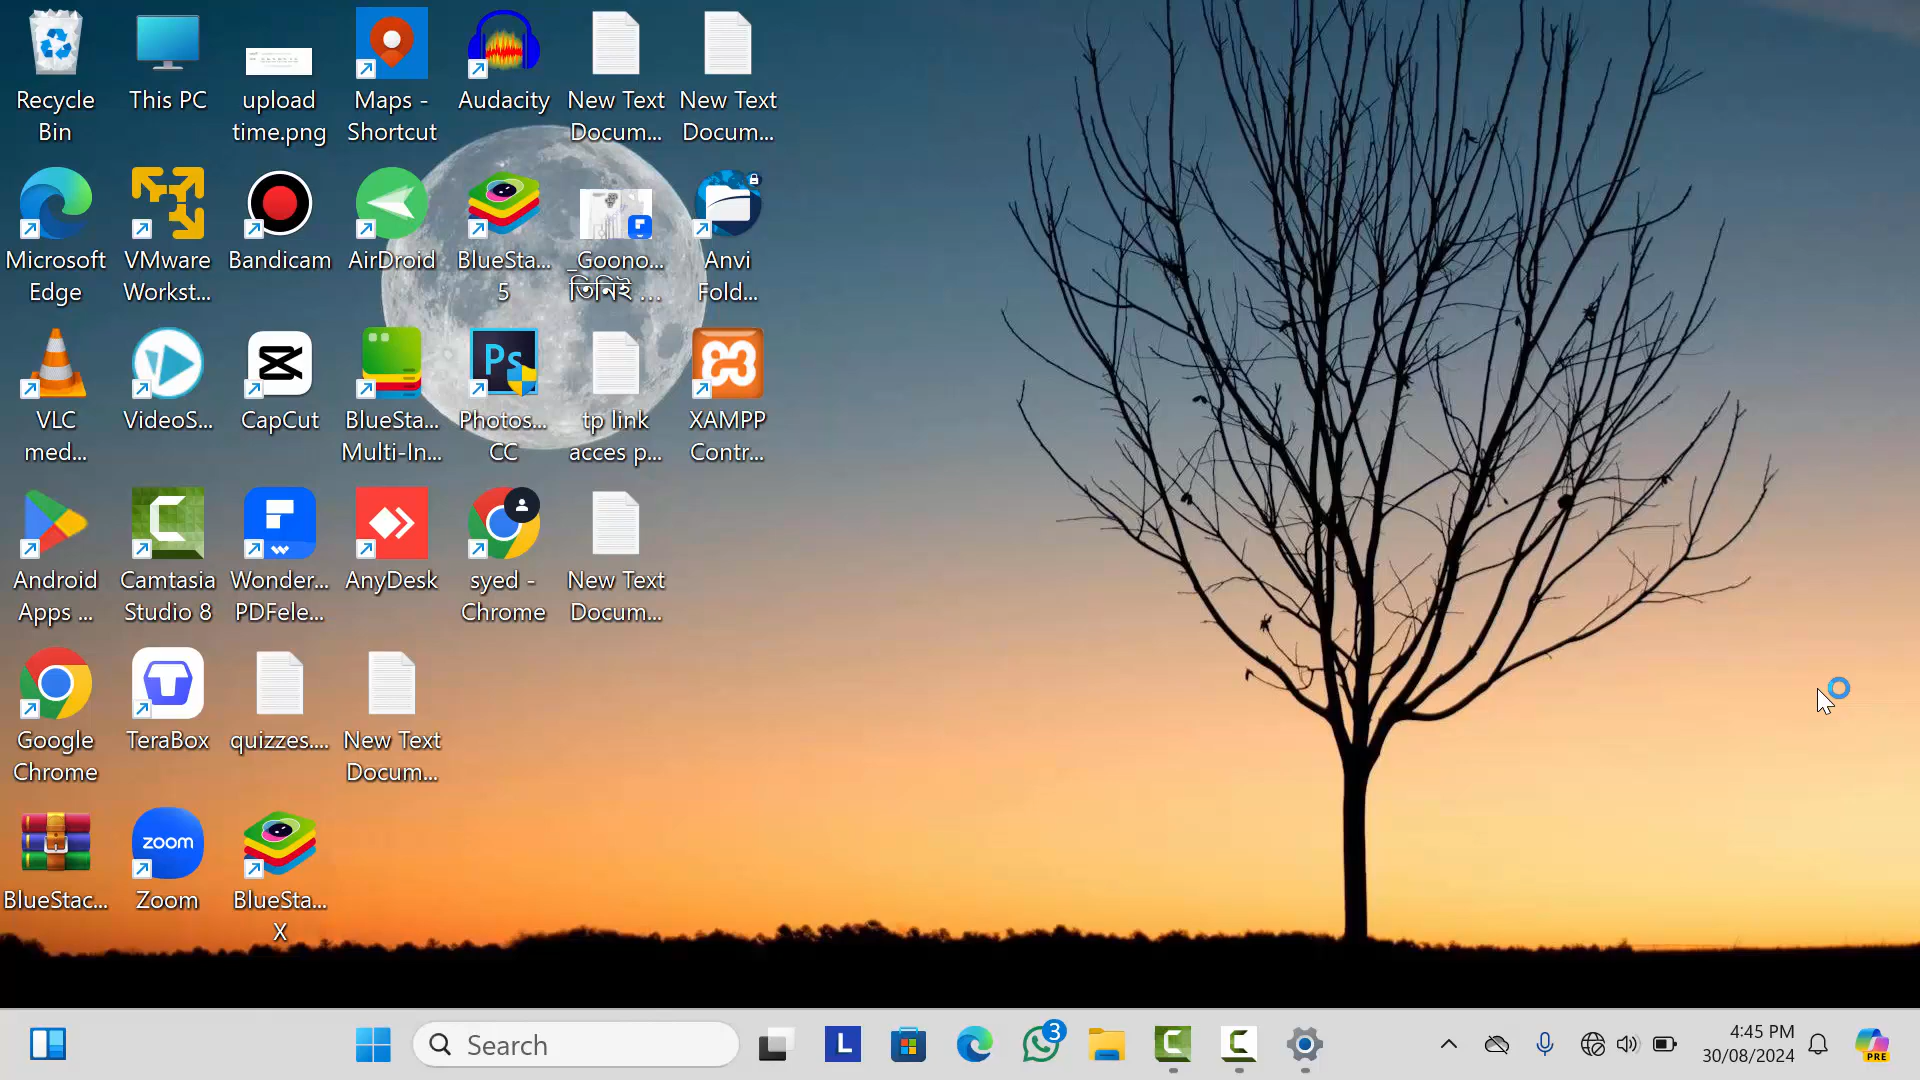 Recycle
Bin
This PC
upload
time.png
Maps -
Shortcut
Audacity
New Text
Docum...
New Text
Docum...
Microsoft
Edge
VMware
Workst...
Bandicam
AirDroid
BlueSta...
5
_Goono...
তিনিই ...
Anvi
Fold...
VLC
med...
VideoS...
CapCut
BlueSta...
Multi-In...
Ps
Photos...
CC
tp link
acces p...
XAMPP
Contr...
Android
Apps ...
Camtasia
Studio 8
Wonder...
PDFele...
AnyDesk
syed -
Chrome
New Text
Docum...
Google
Chrome
TeraBox
quizzes....
New Text
Docum...
BlueStac...
zoom
Zoom
BlueSta...
X
Search
L
3
4:45 PM
30/08/2024
PRE